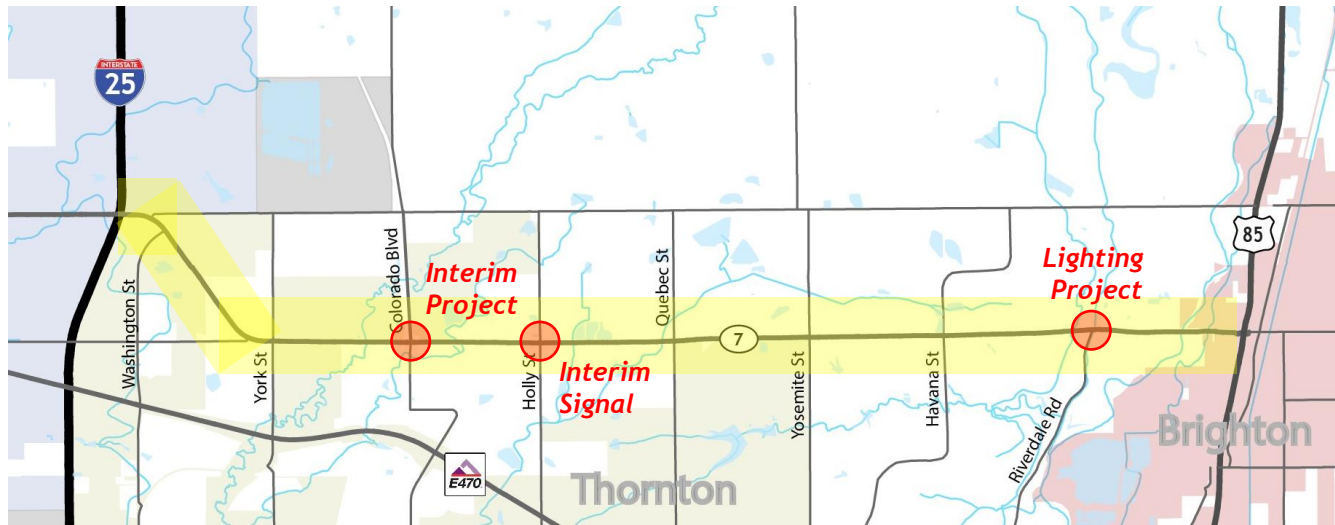 INTERSTATE
25
85
Colorado Blvd
Interim
Project
Quebec St
Lighting
Project
Washington St
7
York St
Holly St
Interim
Signal
Yosemite St
Havana St
Riverdale Rd
Brighton
E470
Thornton